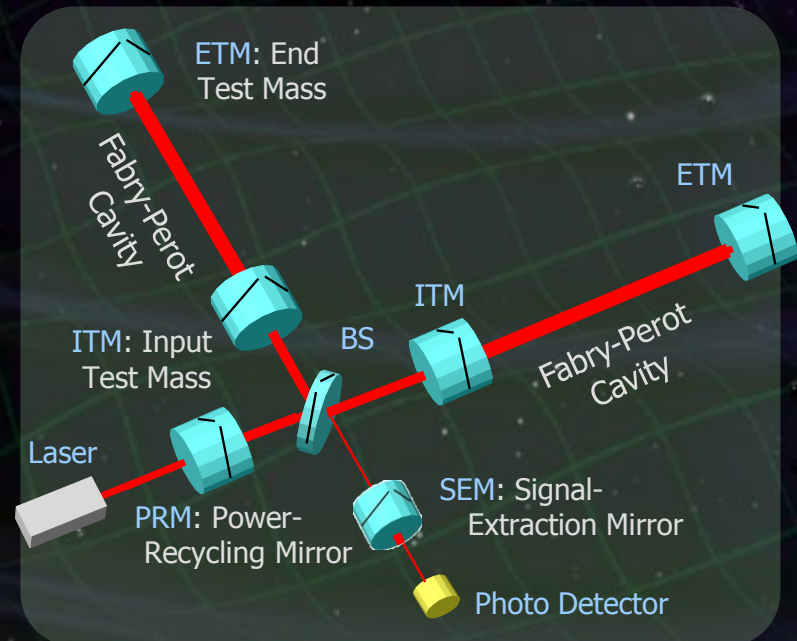 ETM: End
Test Mass
Fabry-Perot
Cavity
ETM
ITM
ITM: Input
Test Mass
BS
Fabry-Perot
Cavity
Laser
PRM: Power-
Recycling Mirror
SEM: Signal-
Extraction Mirror
Photo Detector